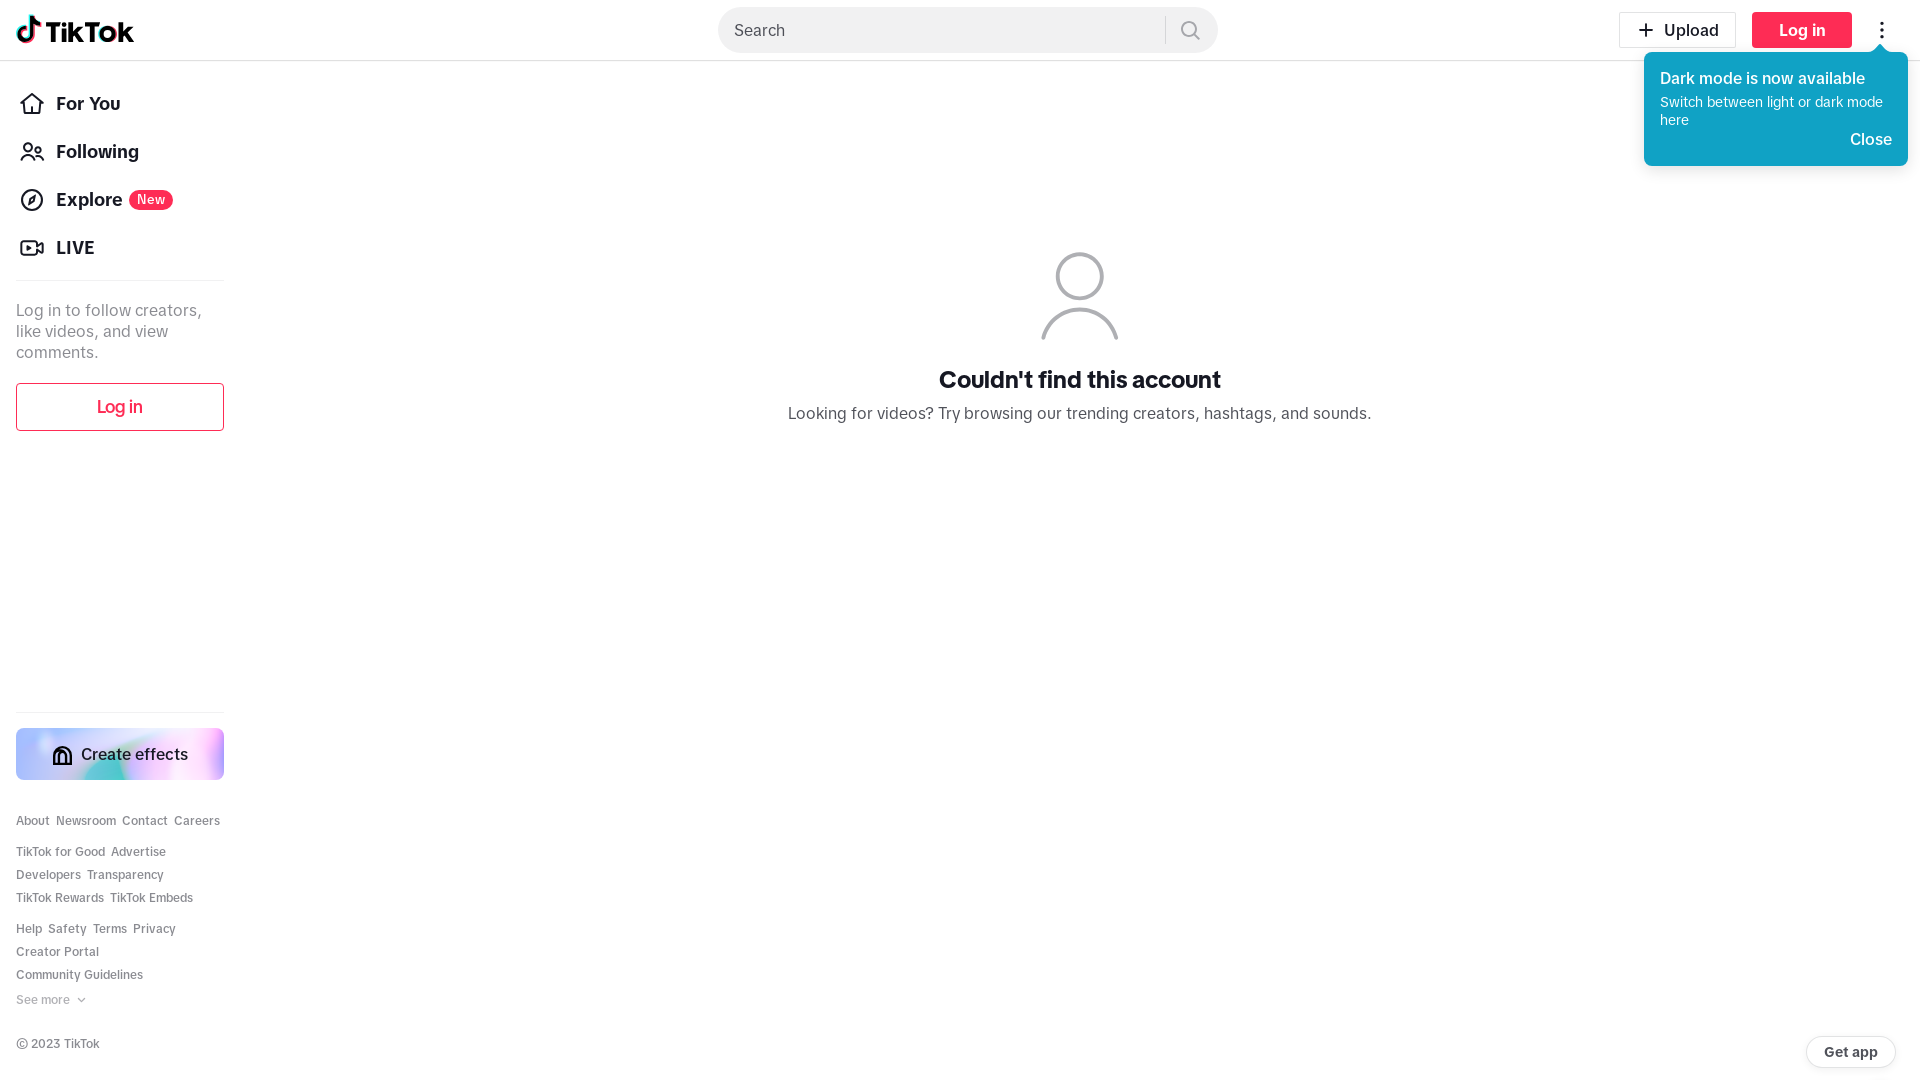 TikTok
Search
Upload
Log in
Dark mode is now available
Switch between light or dark mode
here
Close
For You
Following
Explore New
LIVE
Log in to follow creators,
like videos, and view
comments.
Log in
Couldn't find this account
Looking for videos? Try browsing our trending creators, hashtags, and sounds.
Create effects
About Newsroom Contact Careers
TikTok for Good Advertise
Developers Transparency
TikTok Rewards TikTok Embeds
Help Safety Terms Privacy
Creator Portal
Community Guidelines
See more
© 2023 TikTok
Get app